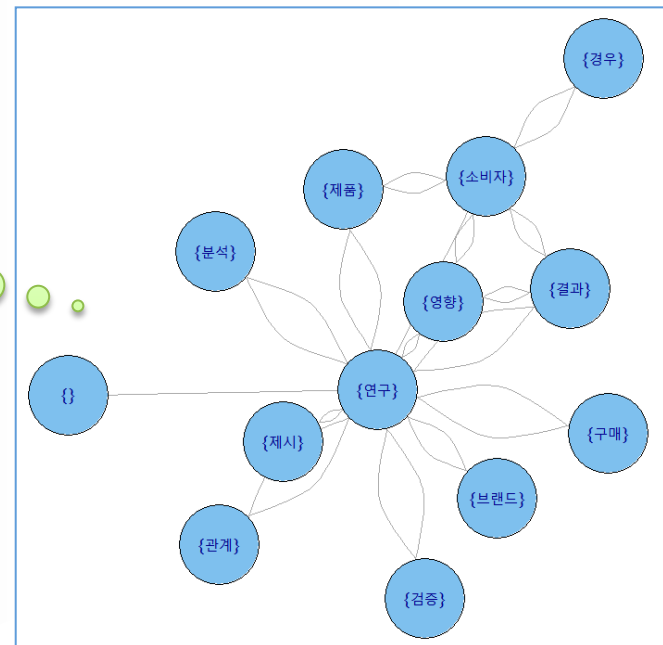 {경우}
{소비자}
{제품}
{분석}
{결과}
{영향}
{연구}
{}
{제시}
{구매}
{브랜드}
{관계}
{검증}